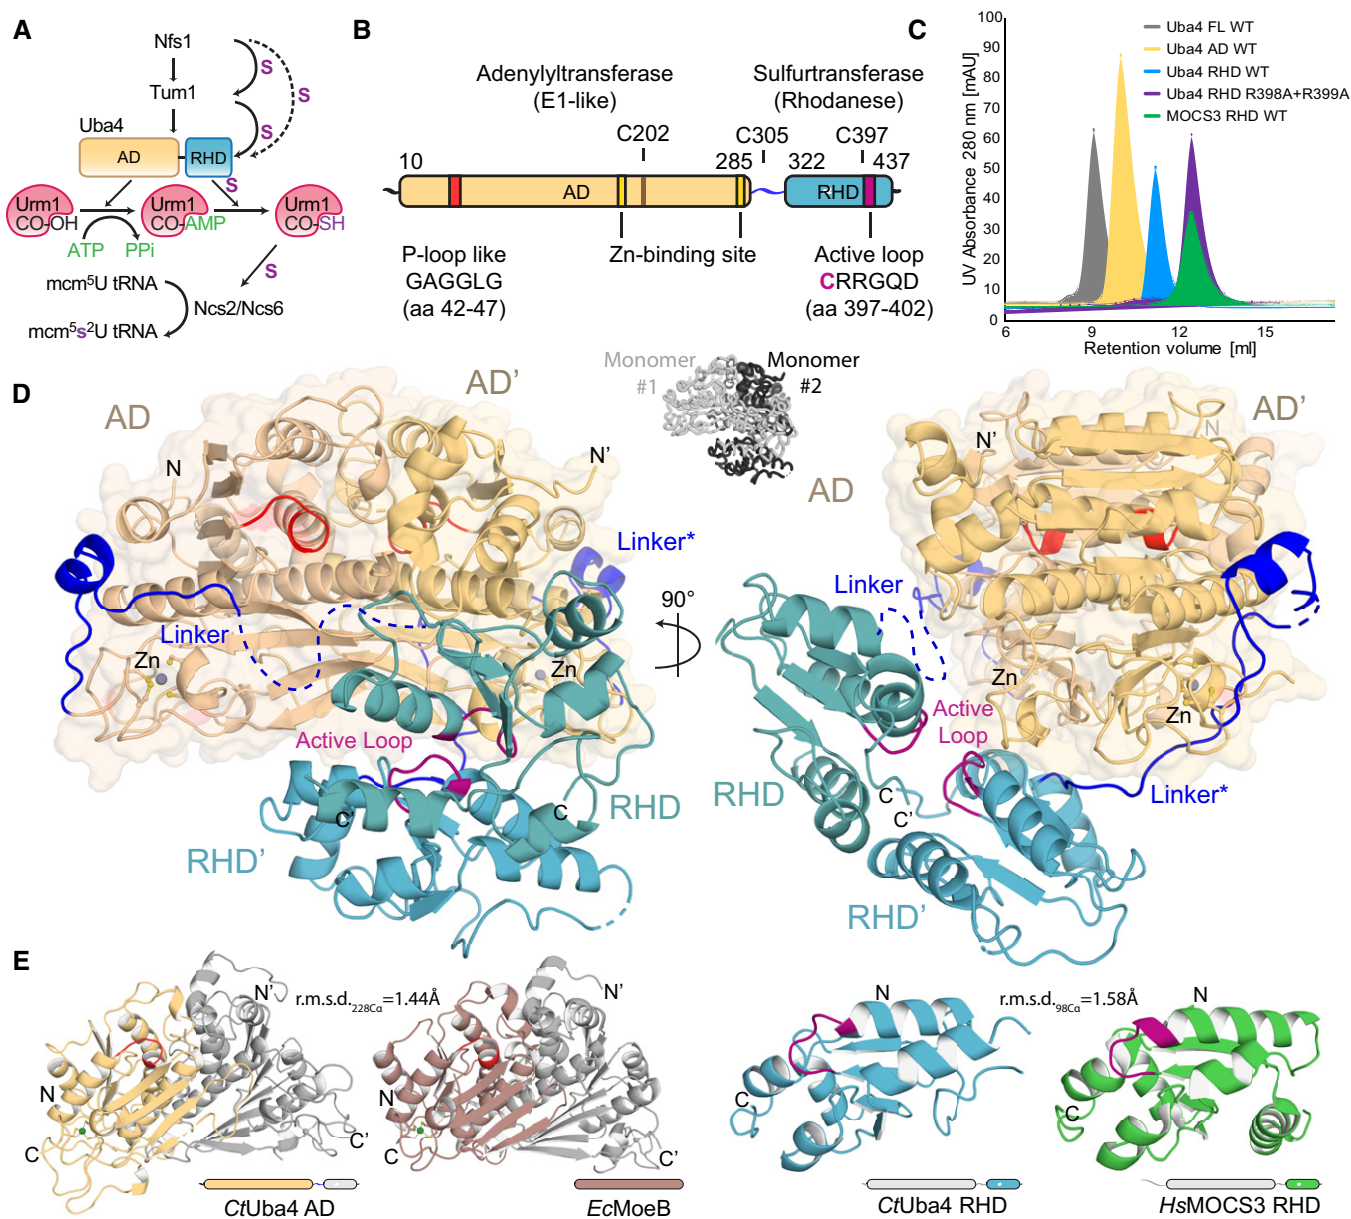 A
Nfs1
S
S
Tum1
S
Uba4
AD
RHD
S
Urm1
CO-OH
Urm1
CO-AMP
Urm1
CO-SH
ATP
PPi
S
mcm⁵U tRNA
Ncs2/Ncs6
mcm⁵s²U tRNA
B
Adenylyltransferase
(E1-like)
Sulfurtransferase
(Rhodanese)
C202
C305
C397
10
285
322
437
AD
RHD
P-loop like
GAGGLG
(aa 42-47)
Zn-binding site
Active loop
CRRGQD
(aa 397-402)
C
UV Absorbance 280 nm [mAU]
100
90
80
70
60
50
40
30
20
10
0
6
9
12
15
Retention volume [ml]
Uba4 FL WT
Uba4 AD WT
Uba4 RHD WT
Uba4 RHD R398A+R399A
MOCS3 RHD WT
D
AD
AD’
N
N’
Linker*
Linker
Zn
Zn
Active Loop
RHD
C
C’
RHD’
Monomer
#1
Monomer
#2
90°
AD
AD’
N’
N
Linker
Zn
Zn
Active
Loop
RHD
C
C’
Linker*
RHD’
E
N’
r.m.s.d.₂₂₈Cα=1.44Å
N’
N
N
C
C’
C
C’
CtUba4 AD
EcMoeB
N
r.m.s.d.₉₈Cα=1.58Å
N
C
C
CtUba4 RHD
HsMOCS3 RHD